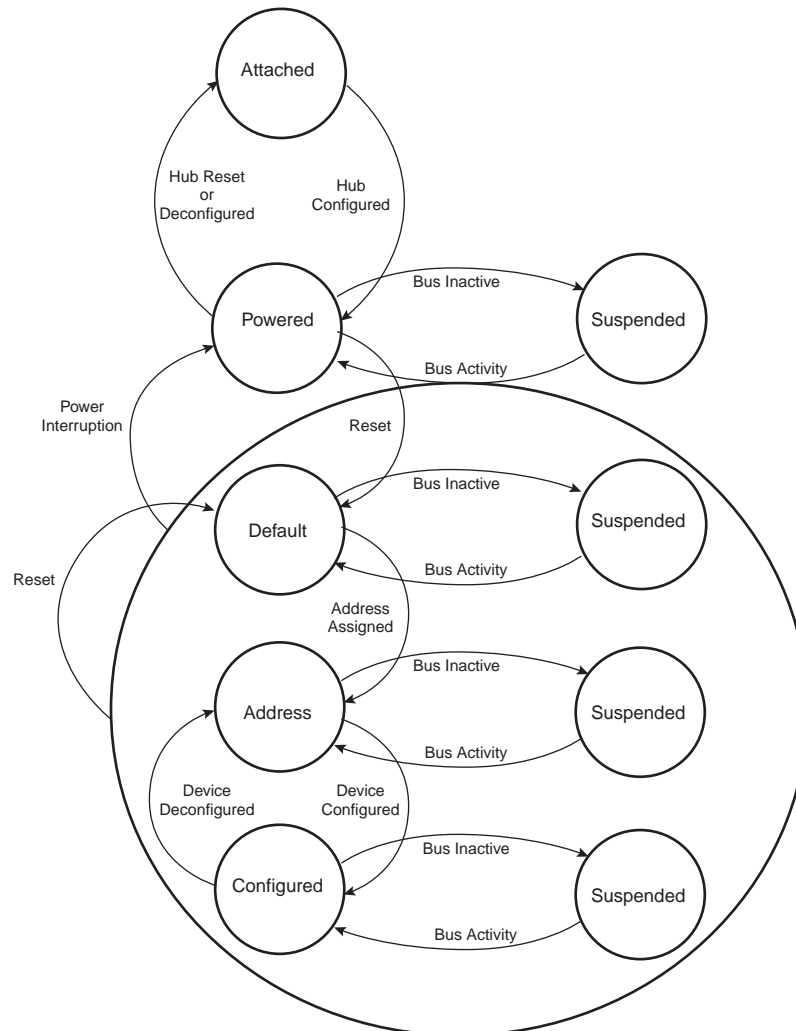 Attached
Hub Reset
or
Deconfigured
Hub
Configured
Bus Inactive
Powered
Suspended
Bus Activity
Power
Interruption
Reset
Bus Inactive
Default
Suspended
Bus Activity
Reset
Address
Assigned
Bus Inactive
Address
Suspended
Bus Activity
Device
Deconfigured
Device
Configured
Bus Inactive
Configured
Suspended
Bus Activity